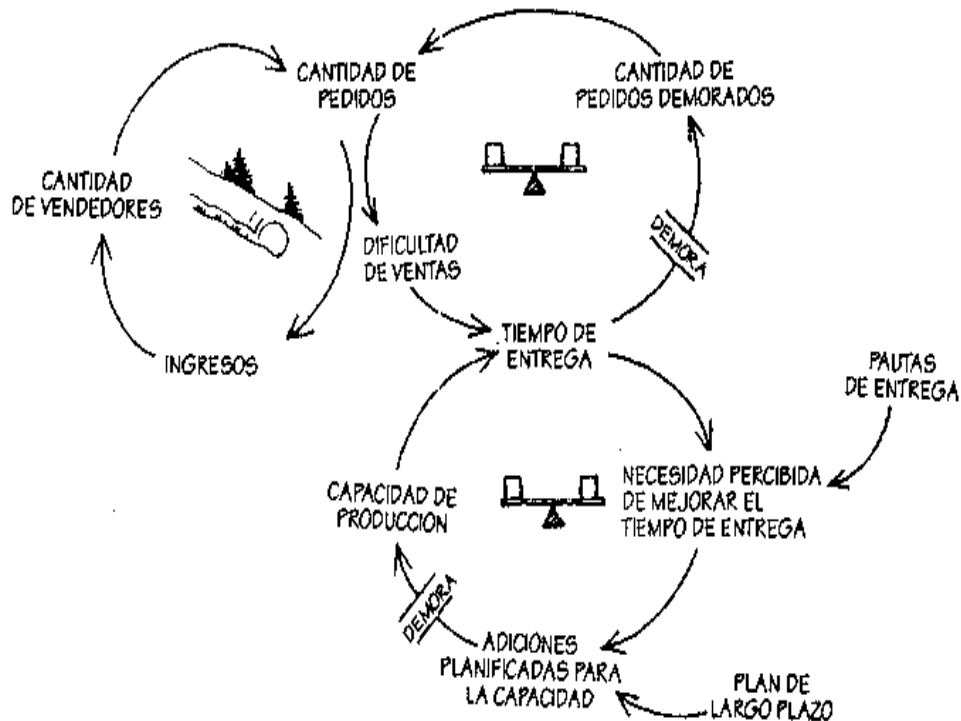 CANTIDAD DE
PEDIDOS
CANTIDAD DE
PEDIDOS DEMORADOS
CANTIDAD
DE VENDEDORES
DIFICULTAD
DE VENTAS
DEMORA
INGRESOS
TIEMPO DE
ENTREGA
PAUTAS
DE ENTREGA
CAPACIDAD DE
PRODUCCIÓN
NECESIDAD PERCIBIDA
DE MEJORAR EL
TIEMPO DE ENTREGA
DEMORA
ADICIONES
PLANIFICADAS PARA
LA CAPACIDAD
PLAN DE
LARGO PLAZO